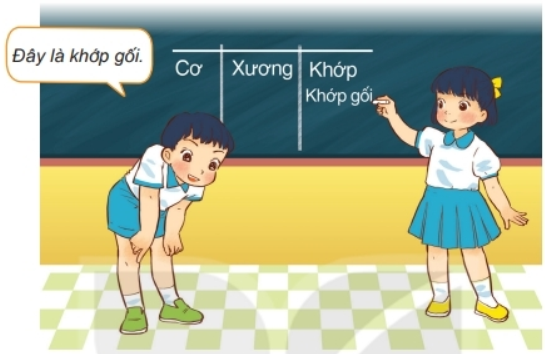 Đây là khớp gối.
Cơ Xương Khớp
Khớp gối